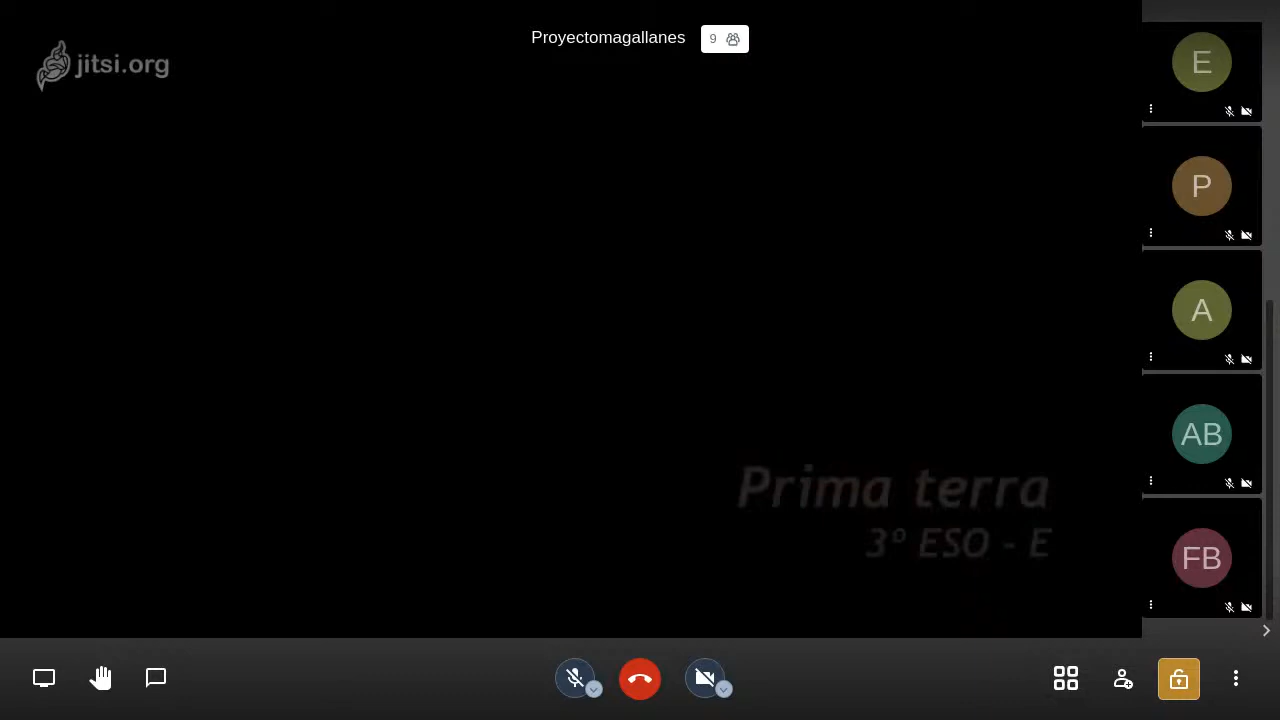 Proyectomagallanes
9
jitsi.org
E
P
A
AB
FB
Prima terra
3º ESO - E